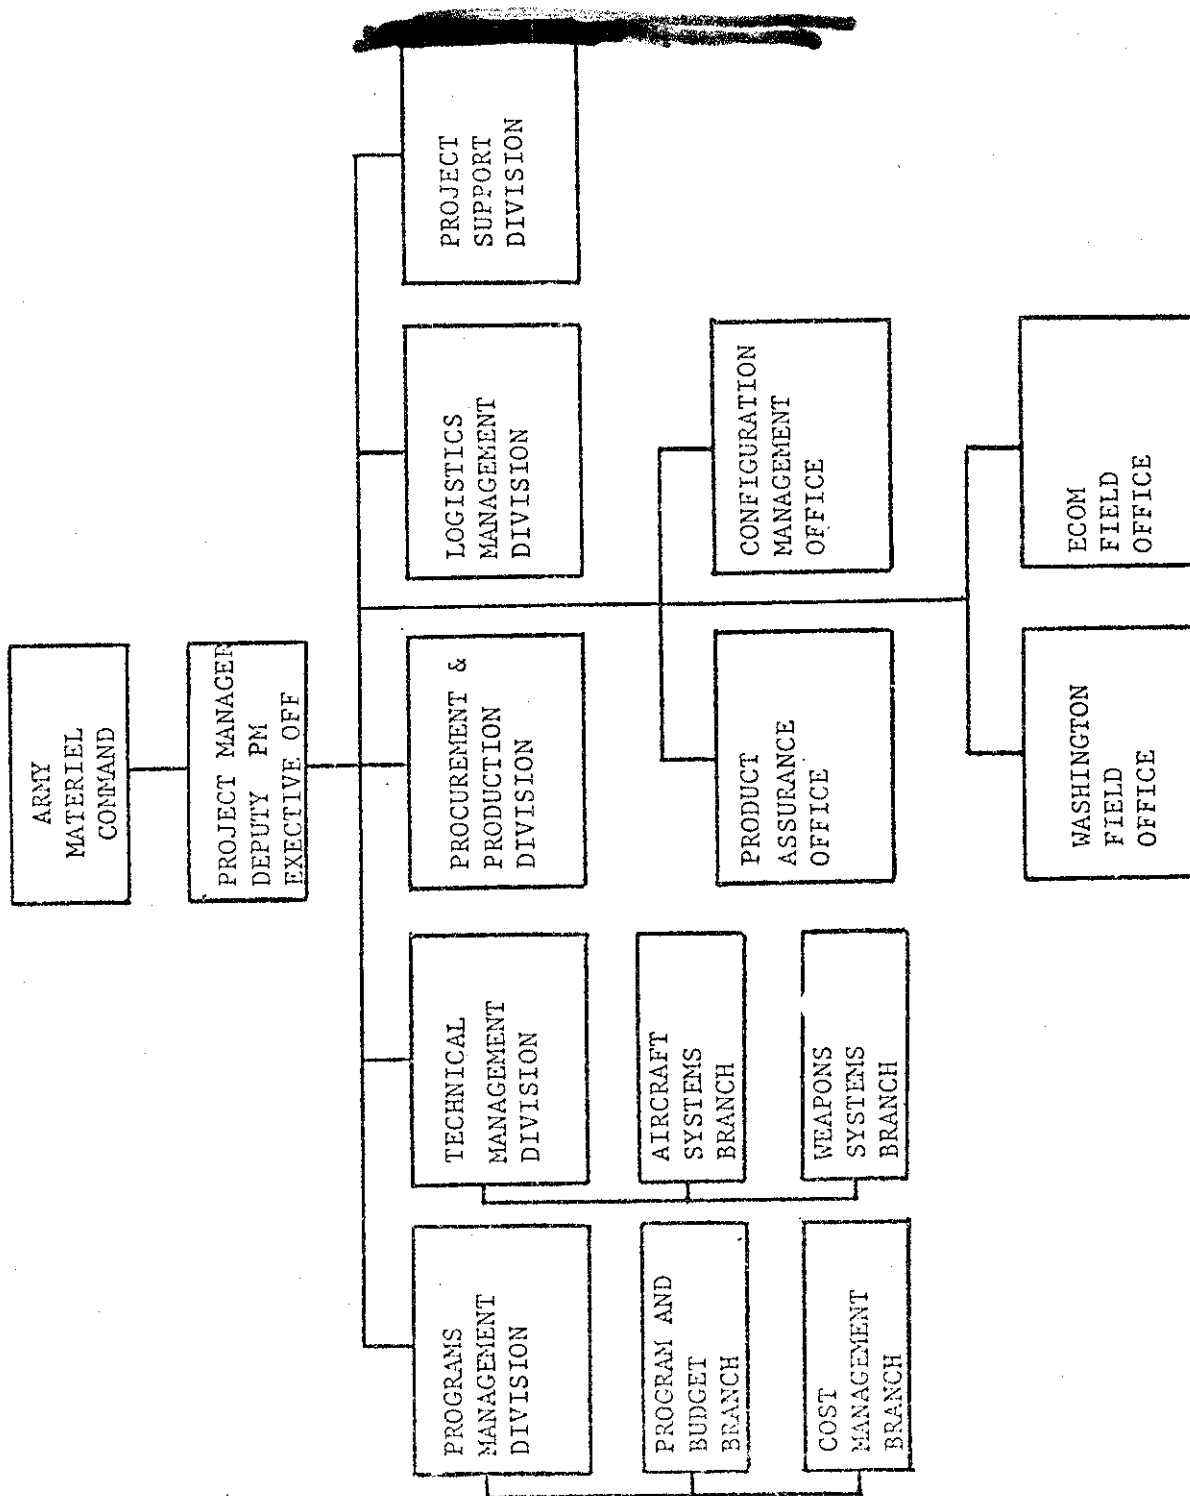 ARMY
MATERIEL
COMMAND
PROJECT MANAGER
DEPUTY PM
EXECTIVE OFF
PROGRAMS
MANAGEMENT
DIVISION
TECHNICAL
MANAGEMENT
DIVISION
PROCUREMENT &
PRODUCTION
DIVISION
LOGISTICS
MANAGEMENT
DIVISION
PROJECT
SUPPORT
DIVISION
PROGRAM AND
BUDGET
BRANCH
AIRCRAFT
SYSTEMS
BRANCH
PRODUCT
ASSURANCE
OFFICE
CONFIGURATION
MANAGEMENT
OFFICE
COST
MANAGEMENT
BRANCH
WEAPONS
SYSTEMS
BRANCH
WASHINGTON
FIELD
OFFICE
ECOM
FIELD
OFFICE